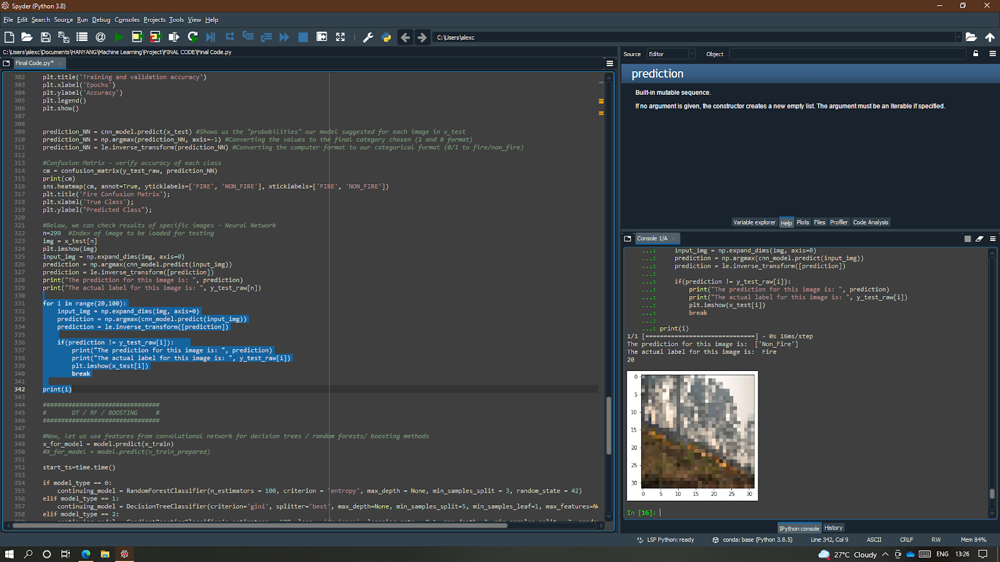 Spyder (Python 3.8)
File Edit Search Source Run Debug Consoles Projects Tools View Help
C:\Users\alexc
C:\Users\alexc\Documents\HANYANG\Machine Learning\Project\FINAL CODE\Final Code.py
Final Code.py*
302 plt.title('Training and validation accuracy')
303 plt.xlabel('Epochs')
304 plt.ylabel('Accuracy')
305 plt.legend()
306 plt.show()
307
308
309 prediction_NN = cnn_model.predict(x_test) #Shows us the "probabilities" our model suggested for each image in x_test
310 prediction_NN = np.argmax(prediction_NN, axis=-1) #Converting the values to the final category chosen (1 and 0 format)
311 prediction_NN = le.inverse_transform(prediction_NN) #Converting the computer format to our categorical format (0/1 to fire/non_fire)
312
313 #Confusion Matrix - verify accuracy of each class
314 cm = confusion_matrix(y_test_raw, prediction_NN)
315 print(cm)
316 sns.heatmap(cm, annot=True, yticklabels=['FIRE', 'NON_FIRE'], xticklabels=['FIRE', 'NON_FIRE'])
317 plt.title('Fire Confusion Matrix');
318 plt.xlabel('True Class');
319 plt.ylabel("Predicted Class");
320
321 #Below, we can check results of specific images - Neural Network
322 n=299 #Index of image to be loaded for testing
323 img = x_test[n]
324 plt.imshow(img)
325 input_img = np.expand_dims(img, axis=0)
326 prediction = np.argmax(cnn_model.predict(input_img))
327 prediction = le.inverse_transform([prediction])
328 print("The prediction for this image is: ", prediction)
329 print("The actual label for this image is: ", y_test_raw[n])
330
331 for i in range(20,100):
332 input_img = np.expand_dims(img, axis=0)
333 prediction = np.argmax(cnn_model.predict(input_img))
334 prediction = le.inverse_transform([prediction])
335
336 if(prediction != y_test_raw[i]):
337 print("The prediction for this image is: ", prediction)
338 print("The actual label for this image is: ", y_test_raw[i])
339 plt.imshow(x_test[i])
340 break
341
342 print(i)
343
344 ################################
345 # DT / RF / BOOSTING #
346 ################################
347
348 #Now, let us use features from convolutional network for decision trees / random forests/ boosting methods
349 x_for_model = model.predict(x_train)
350 #X_for_model = model.predict(x_train_prepared)
351
352 start_ts=time.time()
353
354 if model_type == 0:
355 continuing_model = RandomForestClassifier(n_estimators = 100, criterion = 'entropy', max_depth = None, min_samples_split = 3, random_state = 42)
356 elif model_type == 1:
357 continuing_model = DecisionTreeClassifier(criterion='gini', splitter='best', max_depth=None, min_samples_split=5, min_samples_leaf=1, max_features=N
358 elif model_type == 2:
Source Editor Object
prediction
Built-in mutable sequence.
If no argument is given, the constructor creates a new empty list. The argument must be an iterable if specified.
Variable explorer Help Plots Files Profiler Code Analysis
Console 1/A
...: input_img = np.expand_dims(img, axis=0)
...: prediction = np.argmax(cnn_model.predict(input_img))
...: prediction = le.inverse_transform([prediction])
...:
...: if(prediction != y_test_raw[i]):
...: print("The prediction for this image is: ", prediction)
...: print("The actual label for this image is: ", y_test_raw[i])
...: plt.imshow(x_test[i])
...: break
...:
...: print(i)
1/1 [==============================] - 0s 16ms/step
The prediction for this image is: ['Non_Fire']
The actual label for this image is: Fire
20
0
5
10
15
20
25
30
0 5 10 15 20 25 30
In [16]:
IPython console History
LSP Python: ready conda: base (Python 3.8.5) Line 342, Col 9 ASCII CRLF RW Mem 84%
27°C Cloudy ENG 13:26